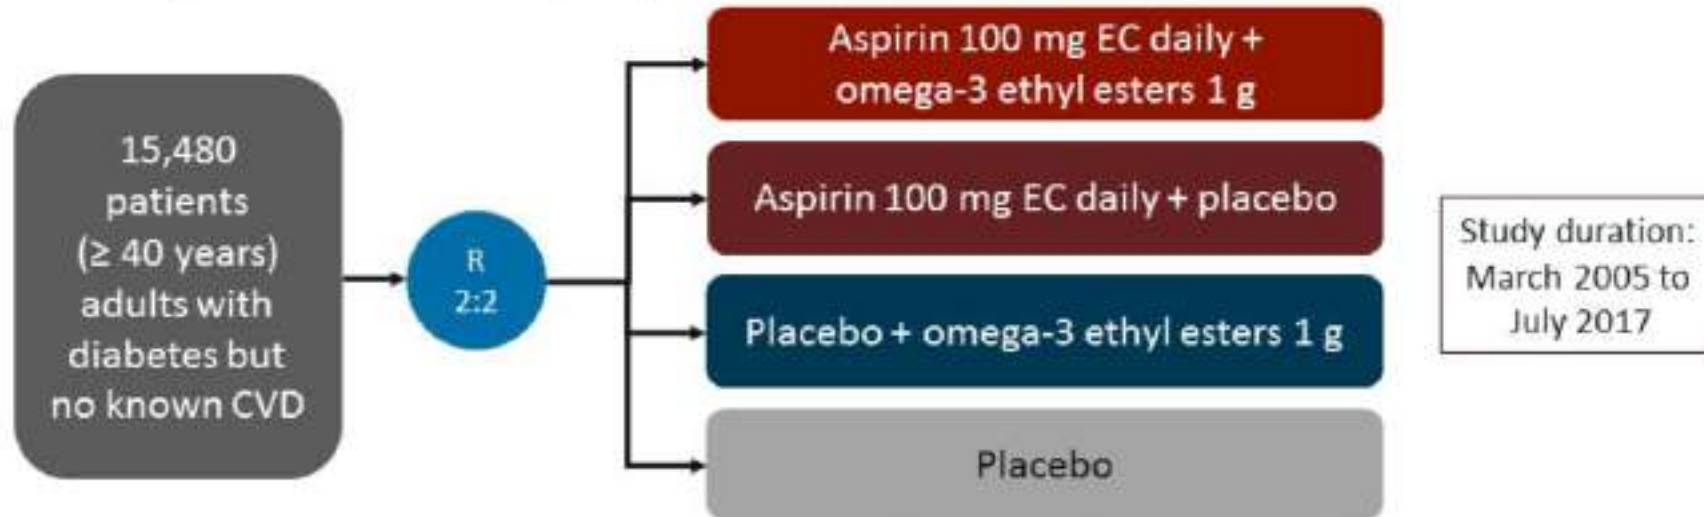 15,480
patients
(≥ 40 years)
adults with
diabetes but
no known CVD
R
2:2
Aspirin 100 mg EC daily +
omega-3 ethyl esters 1 g
Aspirin 100 mg EC daily + placebo
Placebo + omega-3 ethyl esters 1 g
Placebo
Study duration:
March 2005 to
July 2017